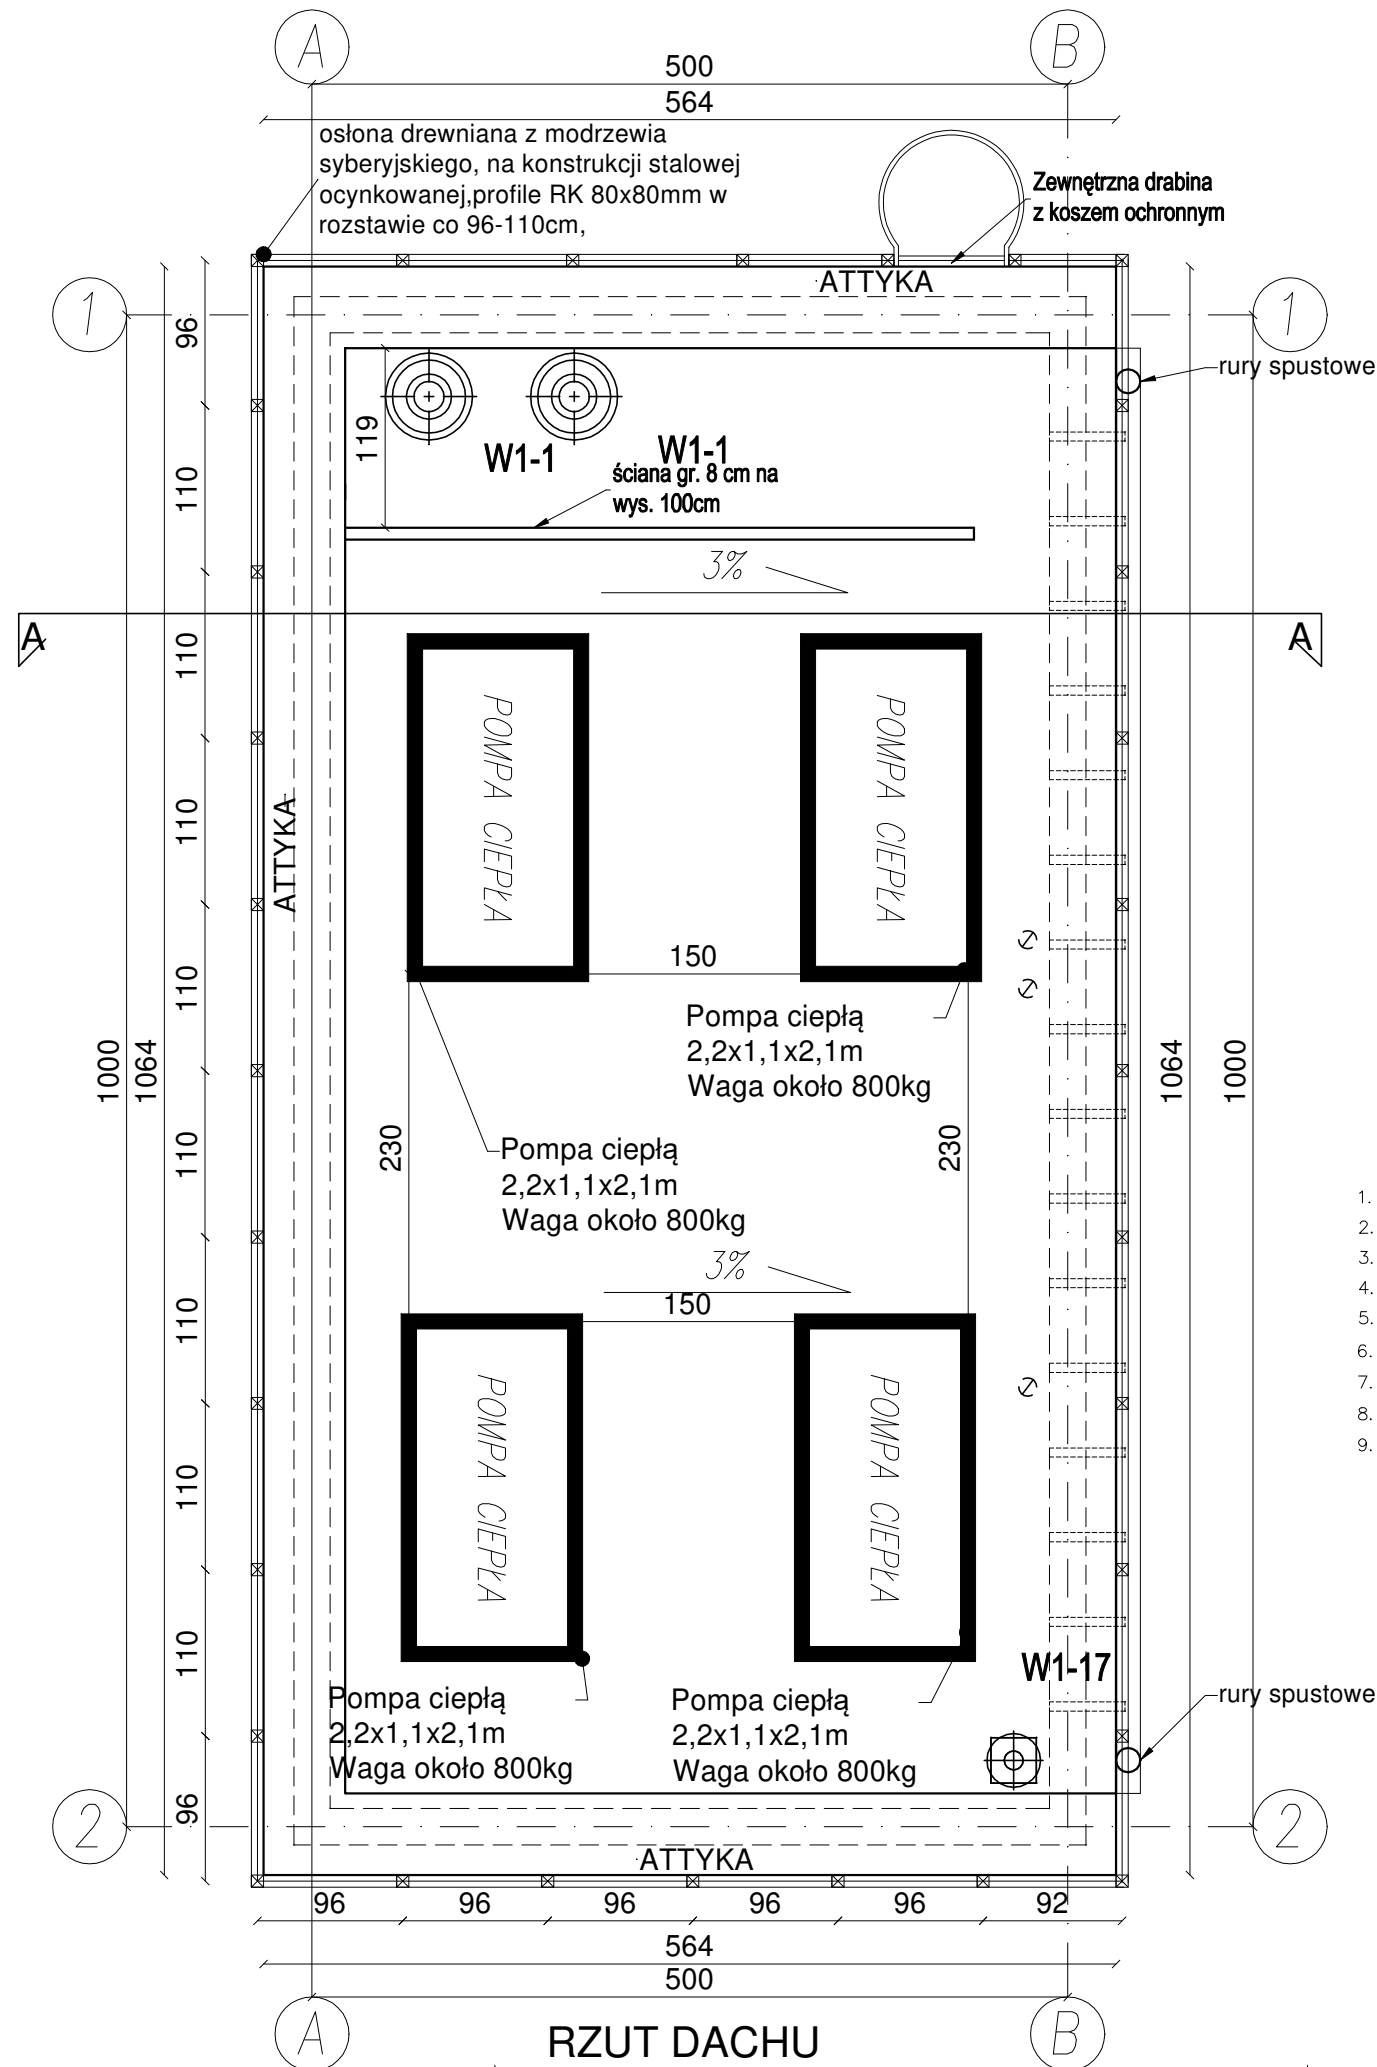 A
B
500
564
osłona drewniana z modrzewia
syberyjskiego, na konstrukcji stalowej
ocynkowanej,profile RK 80x80mm w
rozstawie co 96-110cm,
Zewnętrzna drabina
z koszem ochronnym
ATTYKA
1
1
96
rury spustowe
119
W1-1
W1-1
ściana gr. 8 cm na
wys. 100cm
110
3%
A
A
110
POMPA CIEPŁA
POMPA CIEPŁA
110
ATTYKA
150
110
Pompa ciepłą
2,2x1,1x2,1m
Waga około 800kg
1000
1064
1064
1000
110
230
230
Pompa ciepłą
2,2x1,1x2,1m
Waga około 800kg
1.
2.
3.
4.
5.
6.
7.
8.
9.
3%
150
110
POMPA CIEPŁA
POMPA CIEPŁA
110
110
W1-17
Pompa ciepłą
2,2x1,1x2,1m
Waga około 800kg
Pompa ciepłą
2,2x1,1x2,1m
Waga około 800kg
rury spustowe
96
2
2
ATTYKA
96
96
96
96
96
92
564
500
A
B
RZUT DACHU